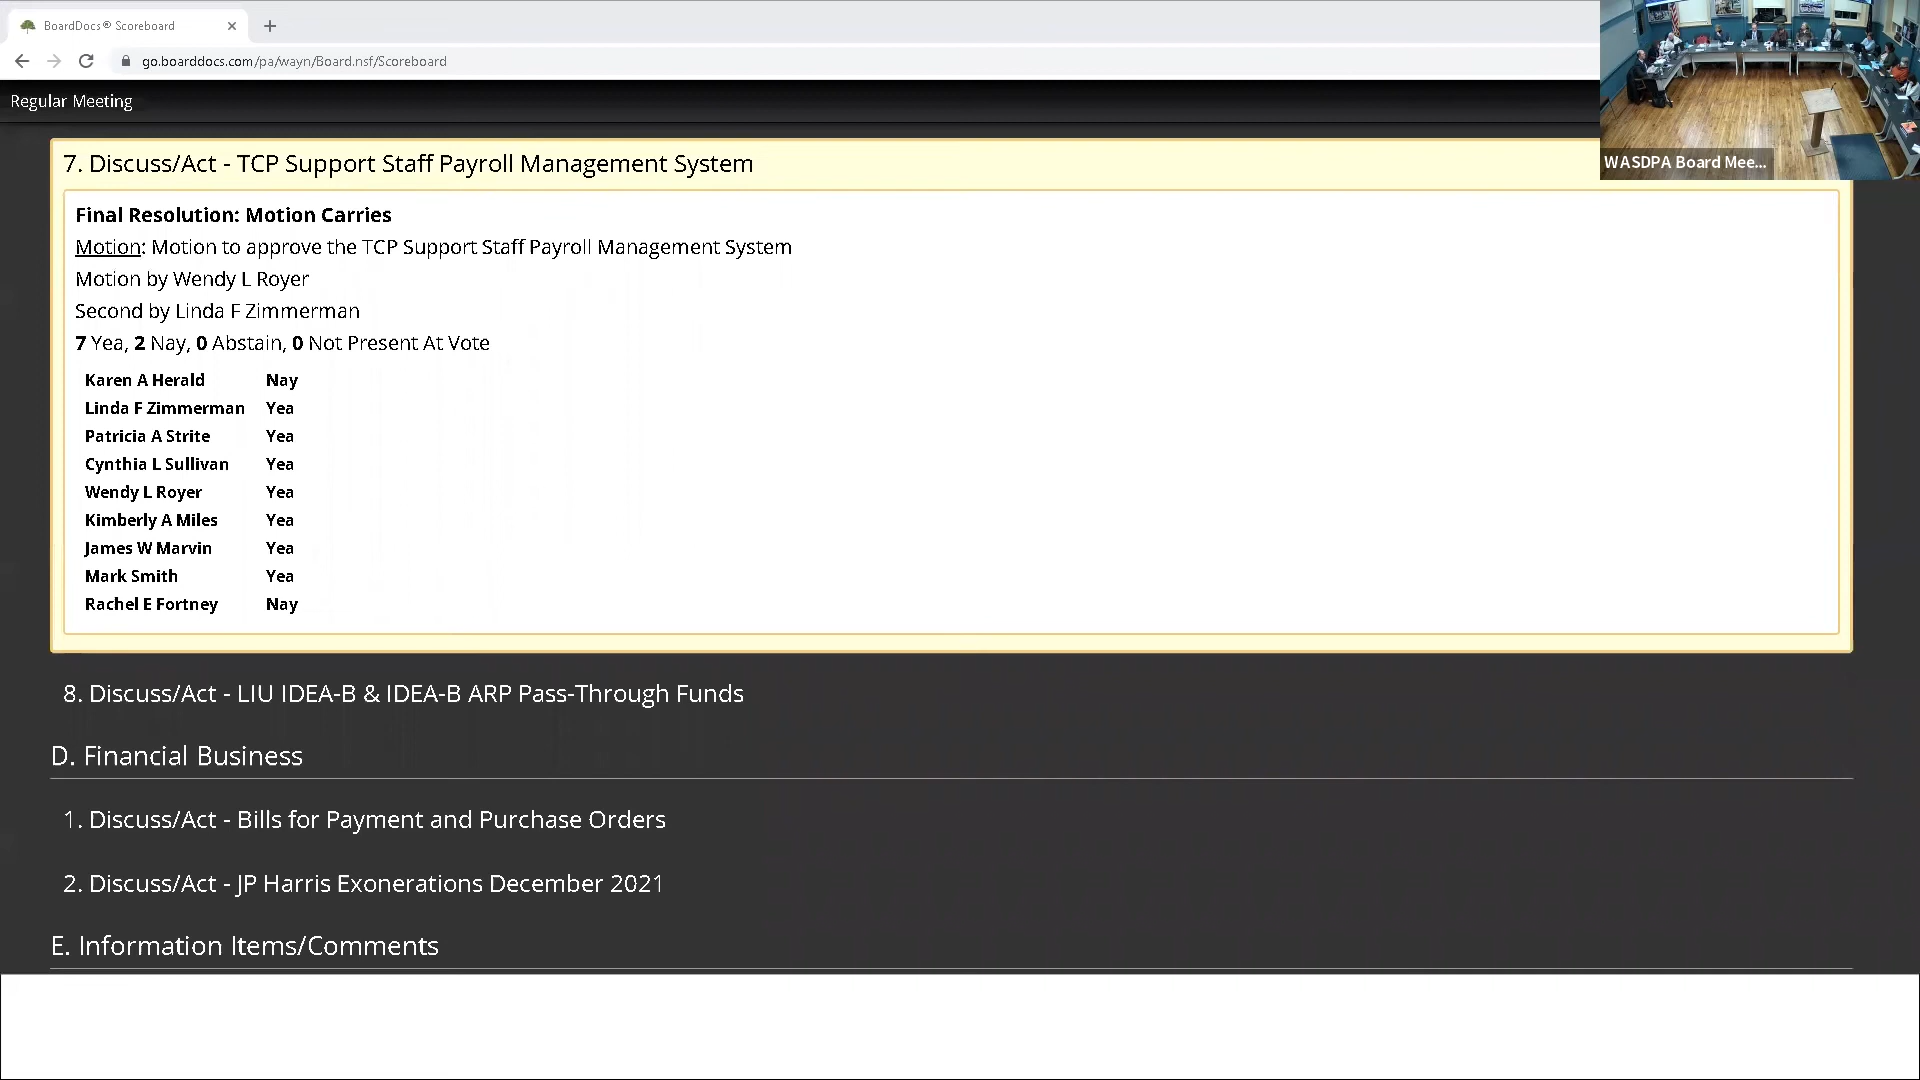 BoardDocs® Scoreboard
go.boarddocs.com/pa/wayn/Board.nsf/Scoreboard
Regular Meeting
WASDPA Board Mee...
7. Discuss/Act - TCP Support Staff Payroll Management System
Final Resolution: Motion Carries
Motion: Motion to approve the TCP Support Staff Payroll Management System
Motion by Wendy L Royer
Second by Linda F Zimmerman
7 Yea, 2 Nay, 0 Abstain, 0 Not Present At Vote
Karen A Herald Nay
Linda F Zimmerman Yea
Patricia A Strite Yea
Cynthia L Sullivan Yea
Wendy L Royer Yea
Kimberly A Miles Yea
James W Marvin Yea
Mark Smith Yea
Rachel E Fortney Nay
8. Discuss/Act - LIU IDEA-B & IDEA-B ARP Pass-Through Funds
D. Financial Business
1. Discuss/Act - Bills for Payment and Purchase Orders
2. Discuss/Act - JP Harris Exonerations December 2021
E. Information Items/Comments